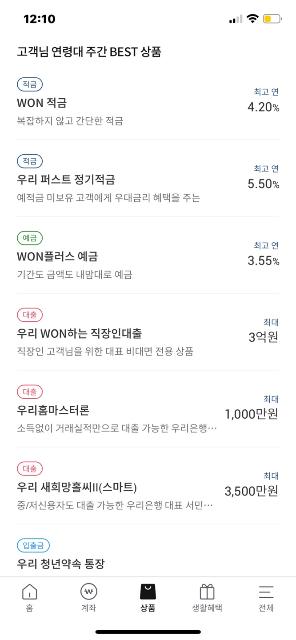 12:10
고객님 연령대 주간 BEST 상품
적금
최고 연
WON 적금
4.20%
복잡하지 않고 간단한 적금
적금
최고 연
우리 퍼스트 정기적금
5.50%
예적금 미보유 고객에게 우대금리 혜택을 주는
예금
최고 연
WON플러스 예금
3.55%
기간도 금액도 내맘대로 예금
대출
최대
우리 WON하는 직장인대출
3억원
직장인 고객님을 위한 대표 비대면 전용 상품
대출
최대
우리홈마스터론
1,000만원
소득없이 거래실적만으로 대출 가능한 우리은행…
대출
최대
우리 새희망홀씨II(스마트)
3,500만원
중/저신용자도 대출 가능한 우리은행 대표 서민…
입출금
우리 청년약속 통장
홈 계좌 상품 생활혜택 전체